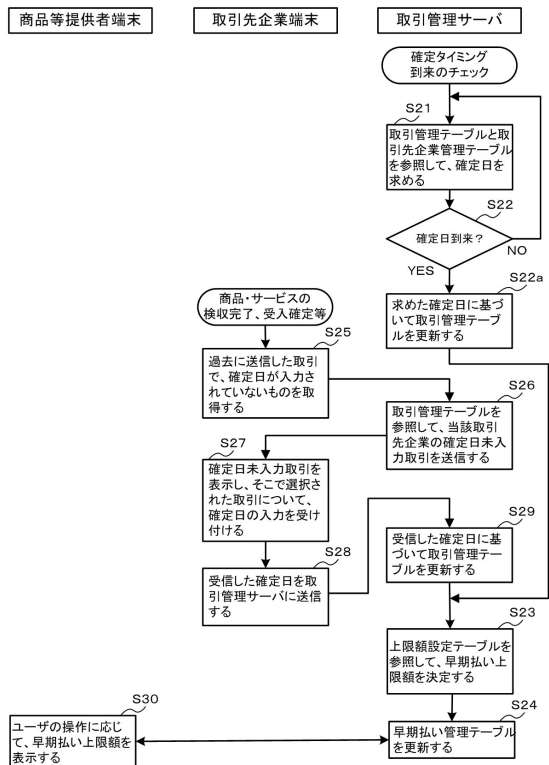 商品等提供者端末
取引先企業端末
取引管理サーバ
確定タイミング
到来のチェック
S21
取引管理テーブルと取
引先企業管理テーブル
を参照して、確定日を
求める
S22
確定日到来？
NO
YES
S22a
求めた確定日に基づ
いて取引管理テーブ
ルを更新する
商品・サービスの
検収完了、受入確定等
S25
過去に送信した取引
で、確定日が入力され
ていないものを取
得する
S26
取引管理テーブルを
参照して、当該取引
先企業の確定日未入
力取引を送信する
S27
確定日未入力取引を
表示し、そこで選択さ
れた取引について、
確定日の入力を受け
付ける
S28
受信した確定日を取
引管理サーバに送信
する
S29
受信した確定日に基
づいて取引管理テー
ブルを更新する
S23
上限額設定テーブルを
参照して、早期払い上
限額を決定する
S24
早期払い管理テーブル
を更新する
S30
ユーザの操作に応じ
て、早期払い上限額を
表示する